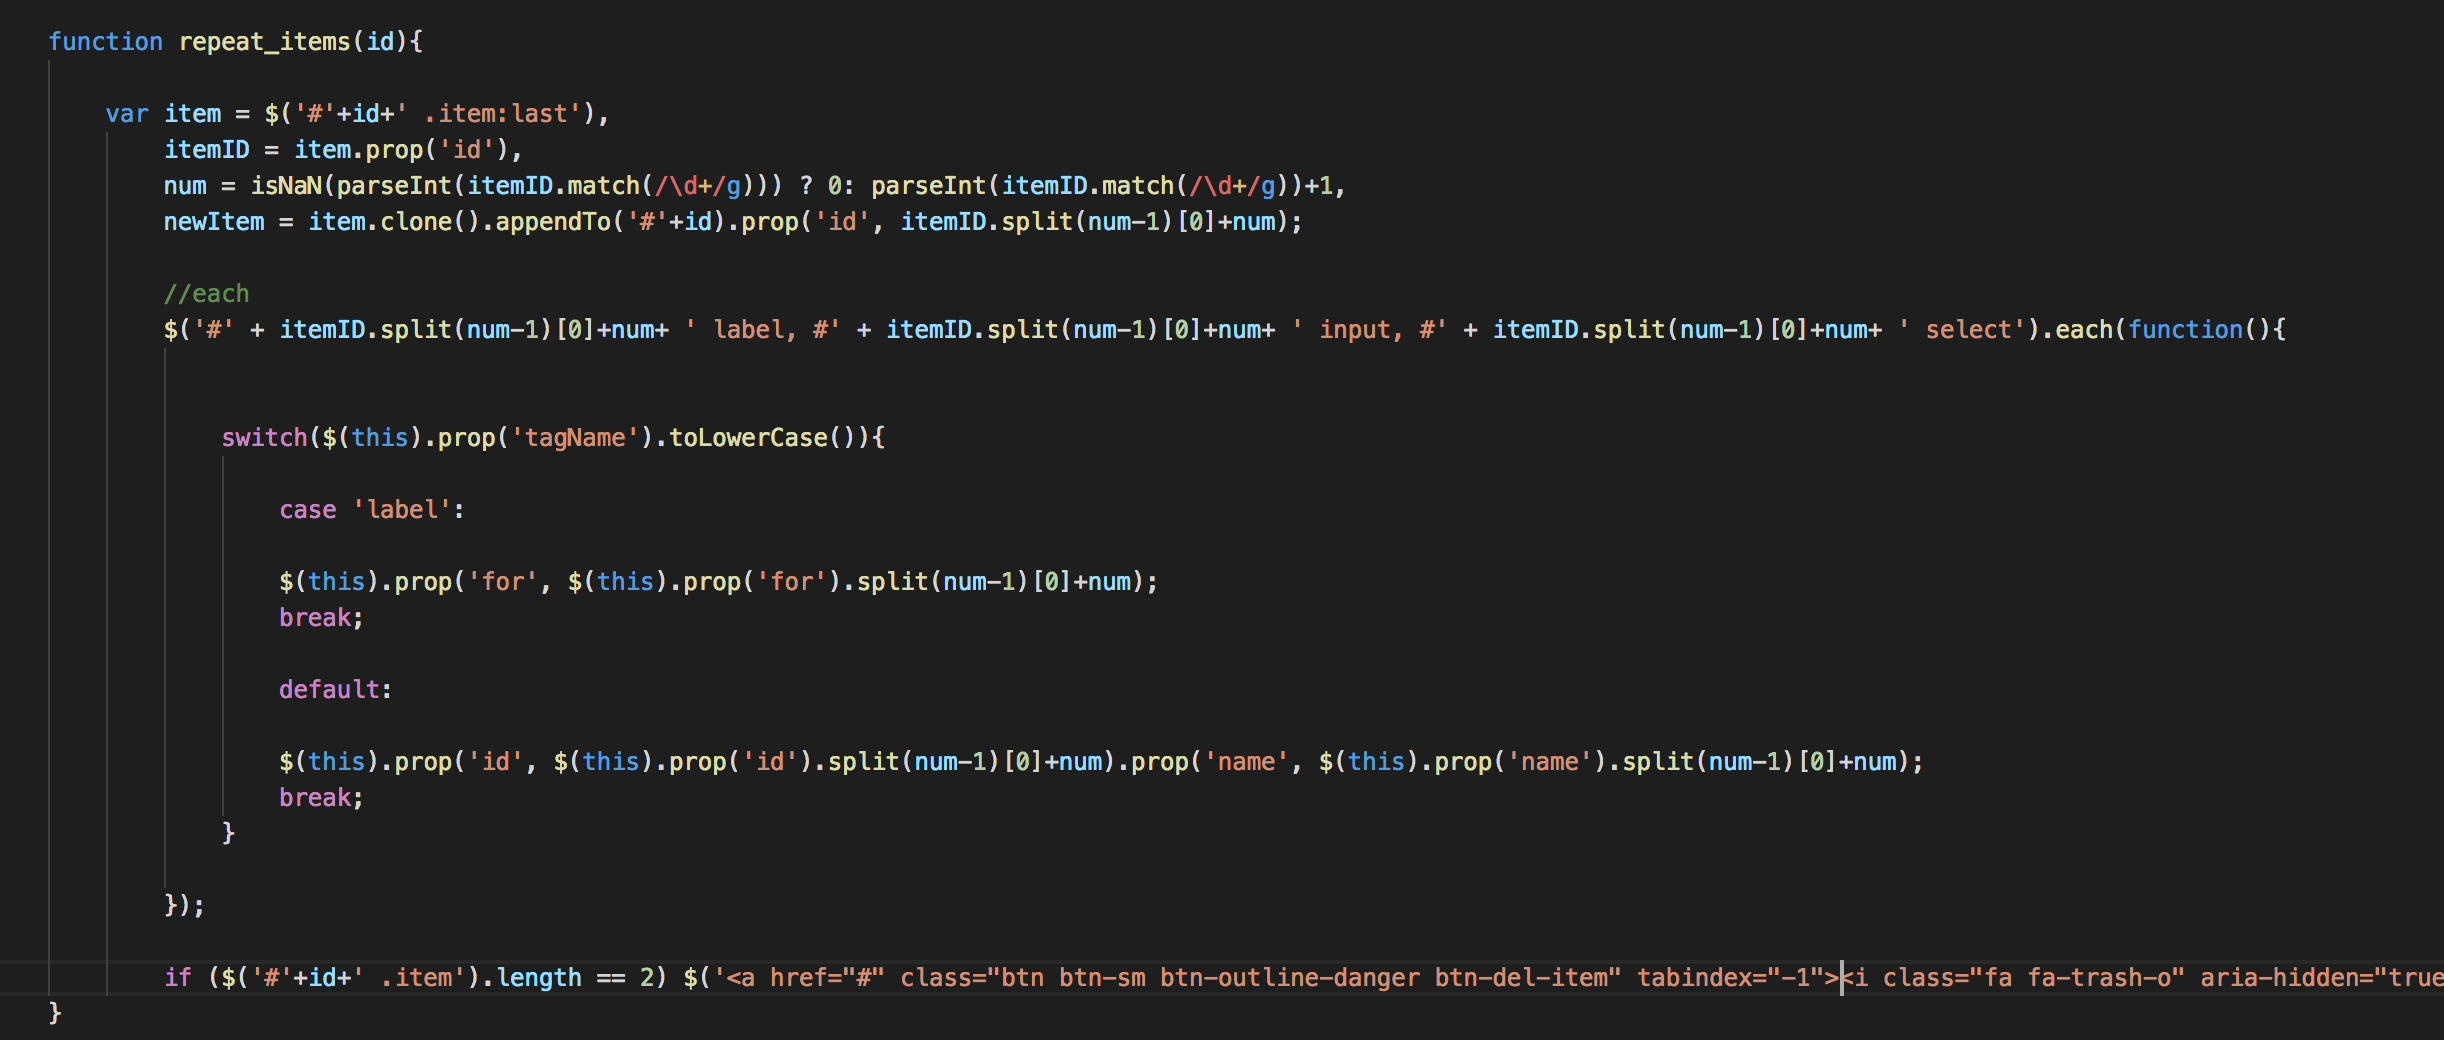 function repeat_items(id){
var item = $('#'+id+' .item:last'),
itemID = item.prop('id'),
num = isNaN(parseInt(itemID.match(/\d+/g))) ? 0: parseInt(itemID.match(/\d+/g))+1,
newItem = item.clone().appendTo('#'+id).prop('id', itemID.split(num-1)[0]+num);
//each
$('#' + itemID.split(num-1)[0]+num+ ' label, #' + itemID.split(num-1)[0]+num+ ' input, #' + itemID.split(num-1)[0]+num+ ' select').each(function(){
switch($(this).prop('tagName').toLowerCase()){
case 'label':
$(this).prop('for', $(this).prop('for').split(num-1)[0]+num);
break;
default:
$(this).prop('id', $(this).prop('id').split(num-1)[0]+num).prop('name', $(this).prop('name').split(num-1)[0]+num);
break;
}
});
if ($('#'+id+' .item').length == 2) $('<a href="#" class="btn btn-sm btn-outline-danger btn-del-item" tabindex="-1"><i class="fa fa-trash-o" aria-hidden="true
}